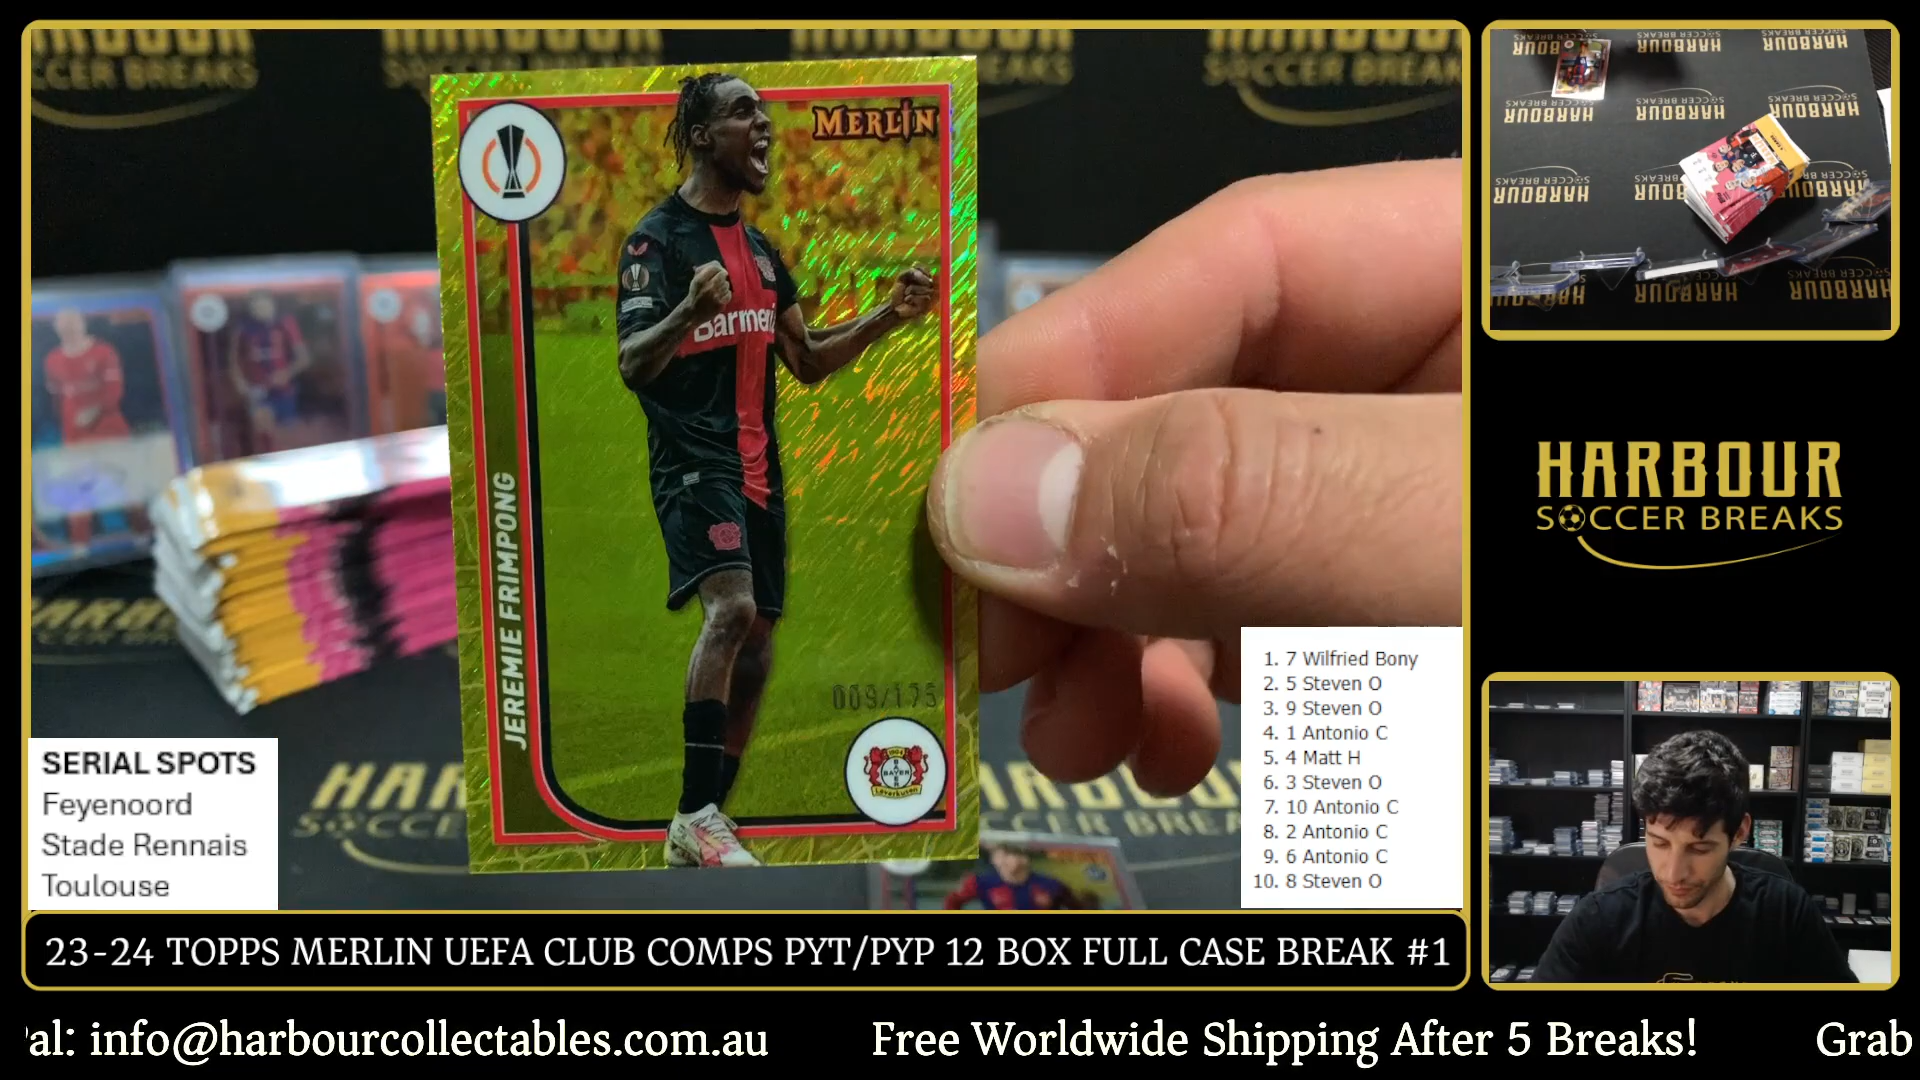 MERLIN
JEREMIE FRIMPONG
Barmeni
009/125
SERIAL SPOTS
Feyenoord
Stade Rennais
Toulouse
1. 7 Wilfried Bony
2. 5 Steven O
3. 9 Steven O
4. 1 Antonio C
5. 4 Matt H
6. 3 Steven O
7. 10 Antonio C
8. 2 Antonio C
9. 6 Antonio C
10. 8 Steven O
HARBOUR
SOCCER BREAKS
23-24 TOPPS MERLIN UEFA CLUB COMPS PYT/PYP 12 BOX FULL CASE BREAK #1
al: info@harbourcollectables.com.au Free Worldwide Shipping After 5 Breaks! Grab